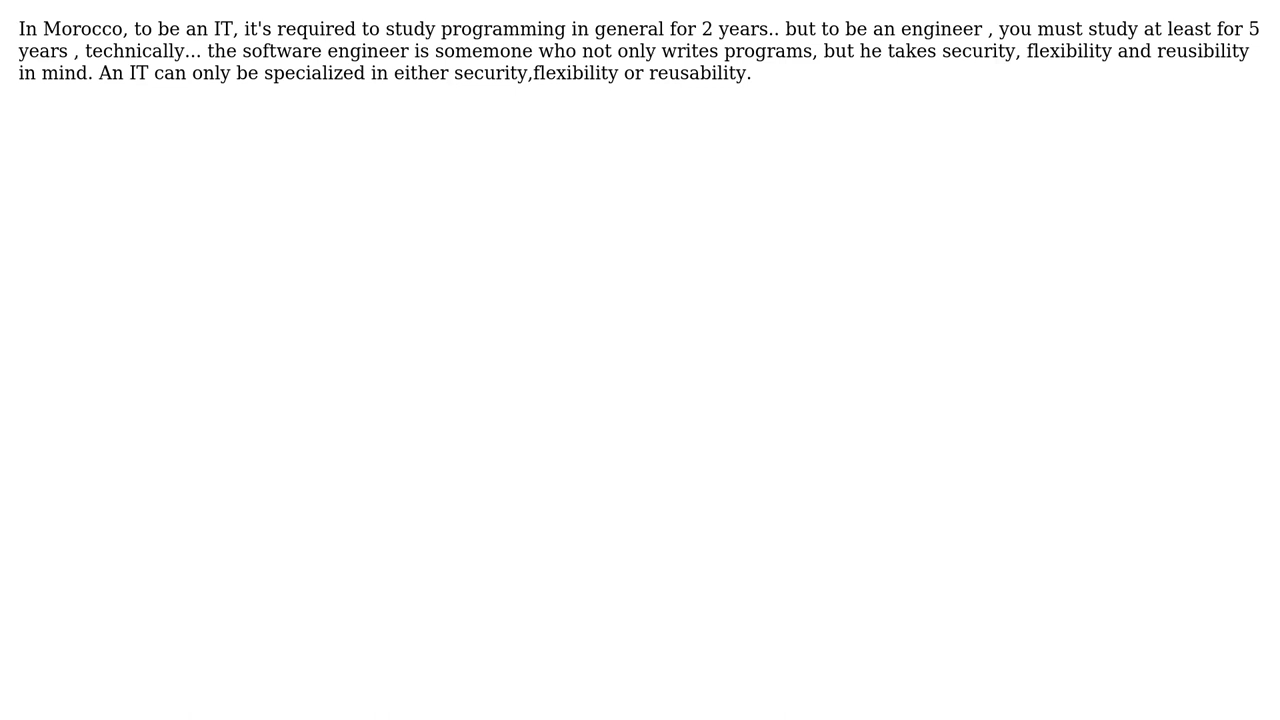 In Morocco, to be an IT, it's required to study programming in general for 2 years.. but to be an engineer , you must study at least for 5
years , technically... the software engineer is somemone who not only writes programs, but he takes security, flexibility and reusibility
in mind. An IT can only be specialized in either security,flexibility or reusability.